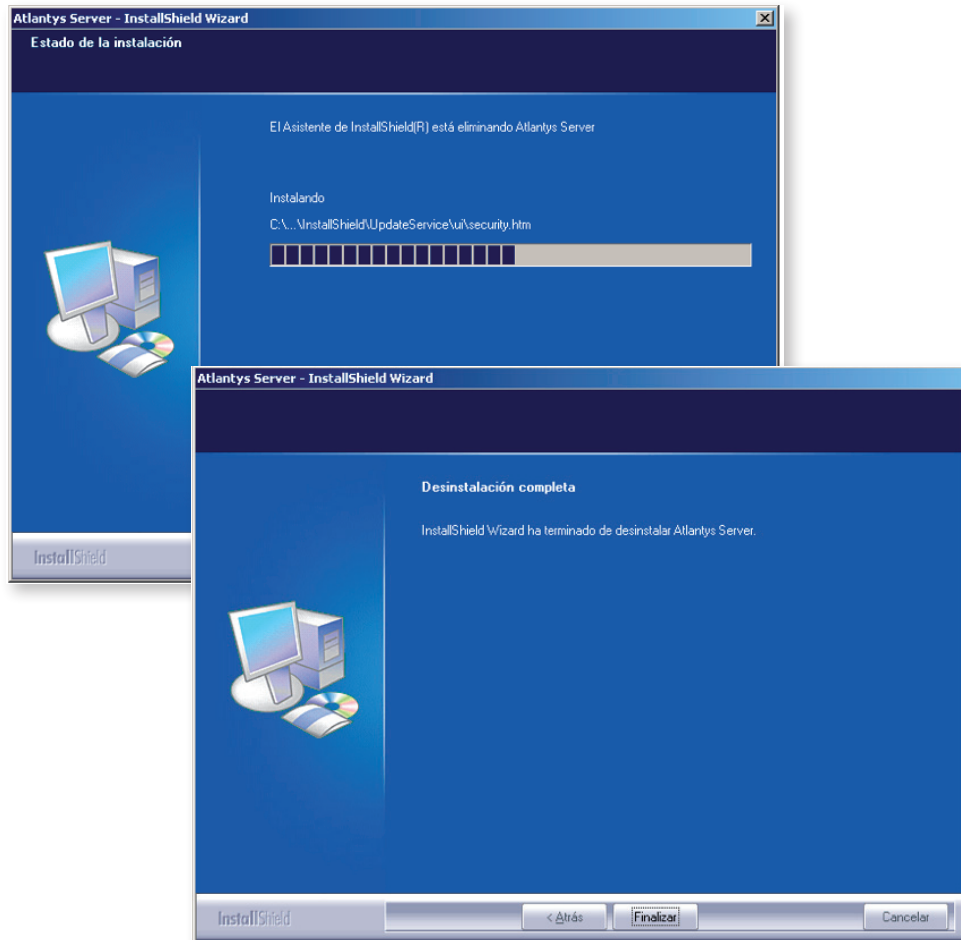 Atlantys Server - InstallShield Wizard
Estado de la instalación
El Asistente de InstallShield(R) está eliminando Atlantys Server
Instalando
C:\...\InstallShield\UpdateService\ui\security.htm
InstallShield
Atlantys Server - InstallShield Wizard
Desinstalación completa
InstallShield Wizard ha terminado de desinstalar Atlantys Server.
InstallShield
< Atrás Finalizar Cancelar